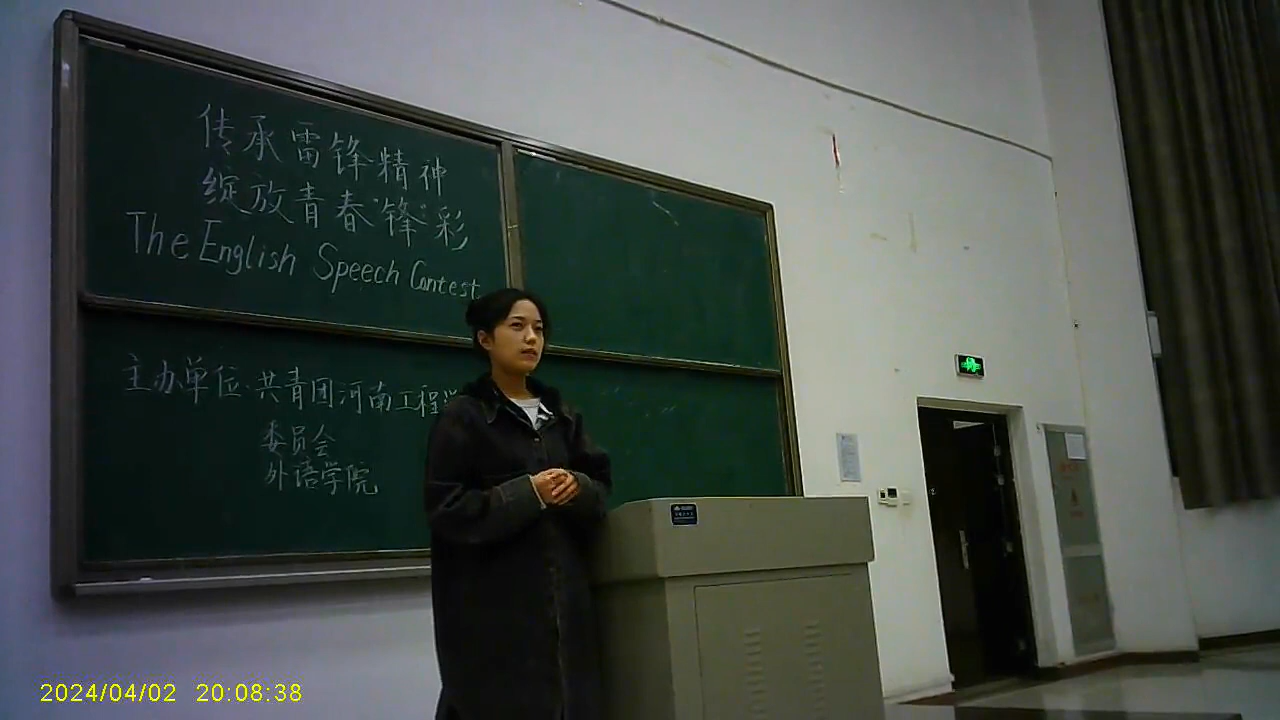 传承雷锋精神
绽放青春"锋"彩
The English Speech Contest
主办单位:共青团河南工程学
委员会
外语学院
2024/04/02 20:08:38